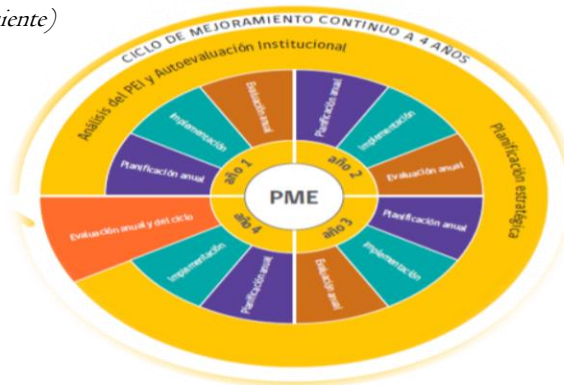 iente)
CICLO DE MEJORAMIENTO CONTINUO A 4 AÑOS
Análisis del PEI y Autoevaluación Institucional
Planificación estratégica
Planificación anual
Implementación
Evaluación anual
año 1
Planificación anual
Implementación
Evaluación anual
año 2
PME
Planificación anual
Implementación
Evaluación anual
año 3
Planificación anual
Implementación
Evaluación anual y del ciclo
año 4